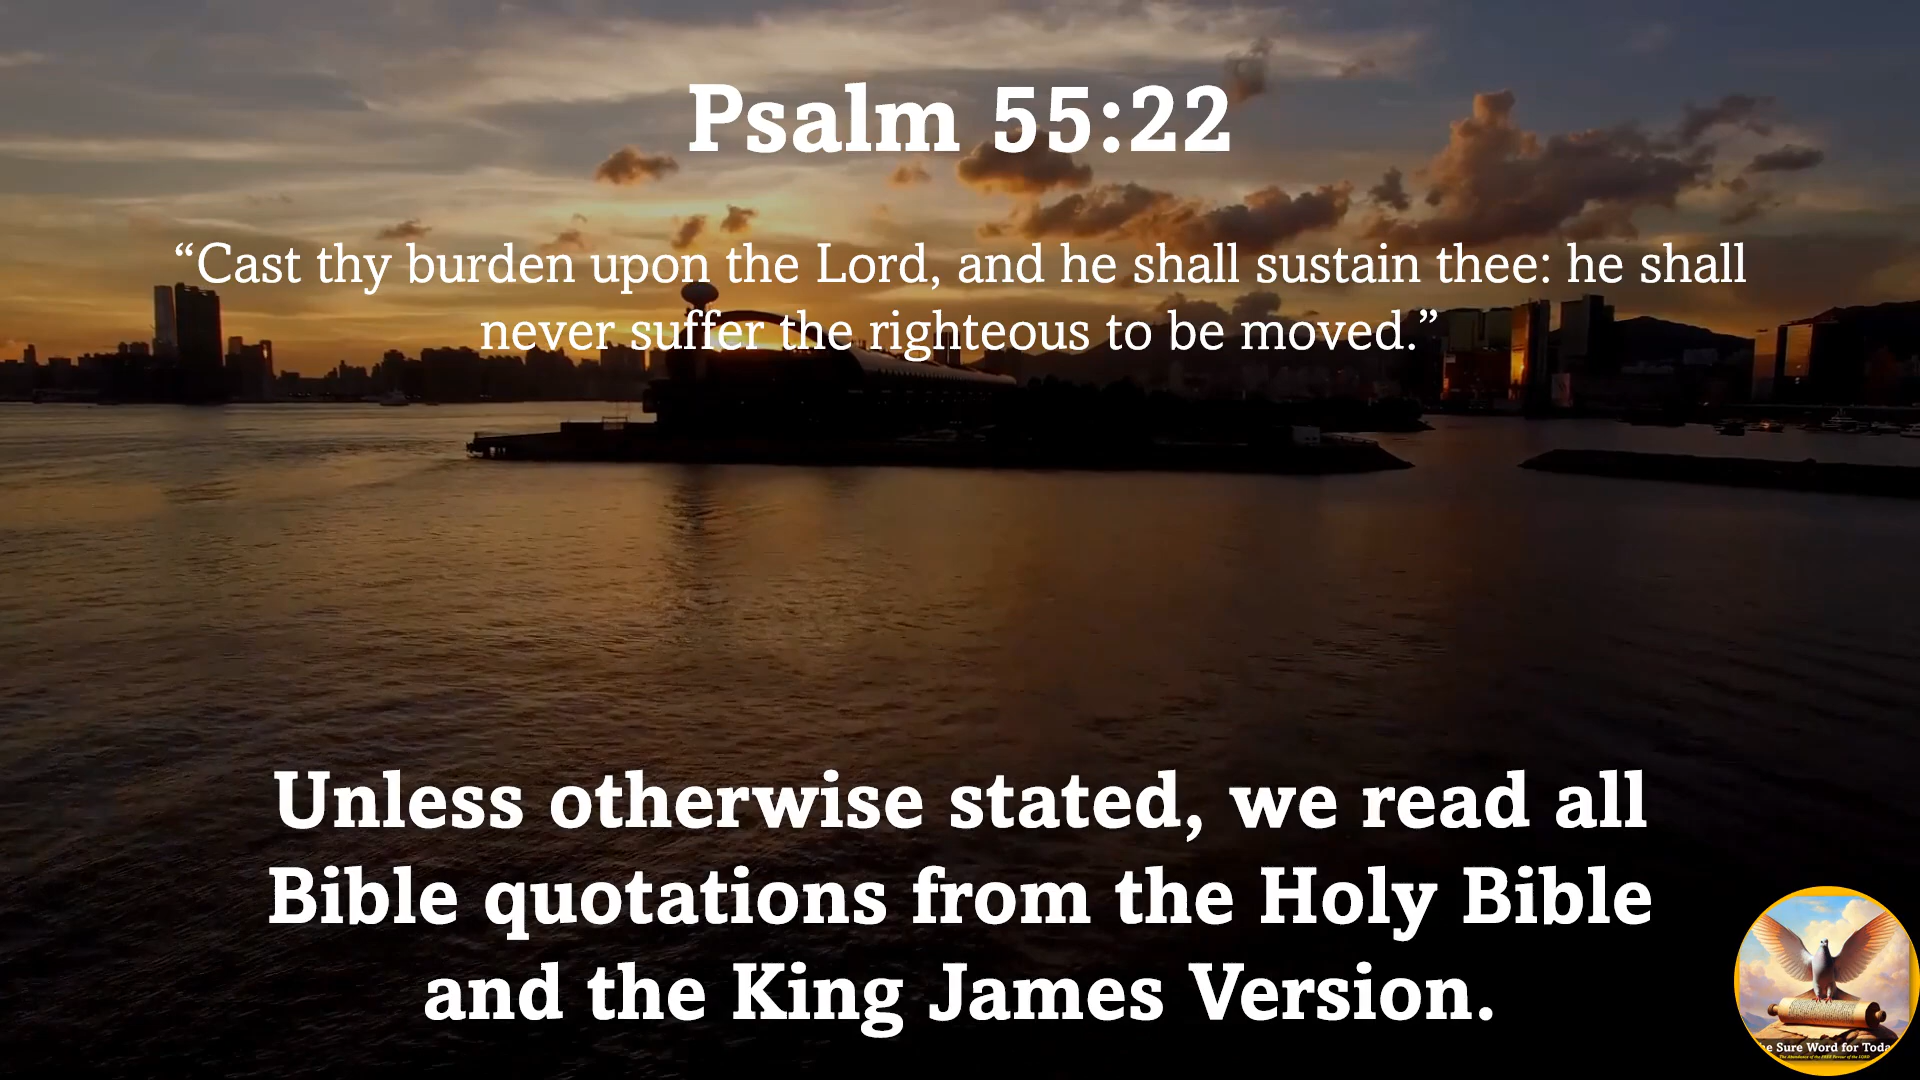 Psalm 55:22
“Cast thy burden upon the Lord, and he shall sustain thee: he shall
never suffer the righteous to be moved.”
Unless otherwise stated, we read all
Bible quotations from the Holy Bible
and the King James Version.
Sure Word for